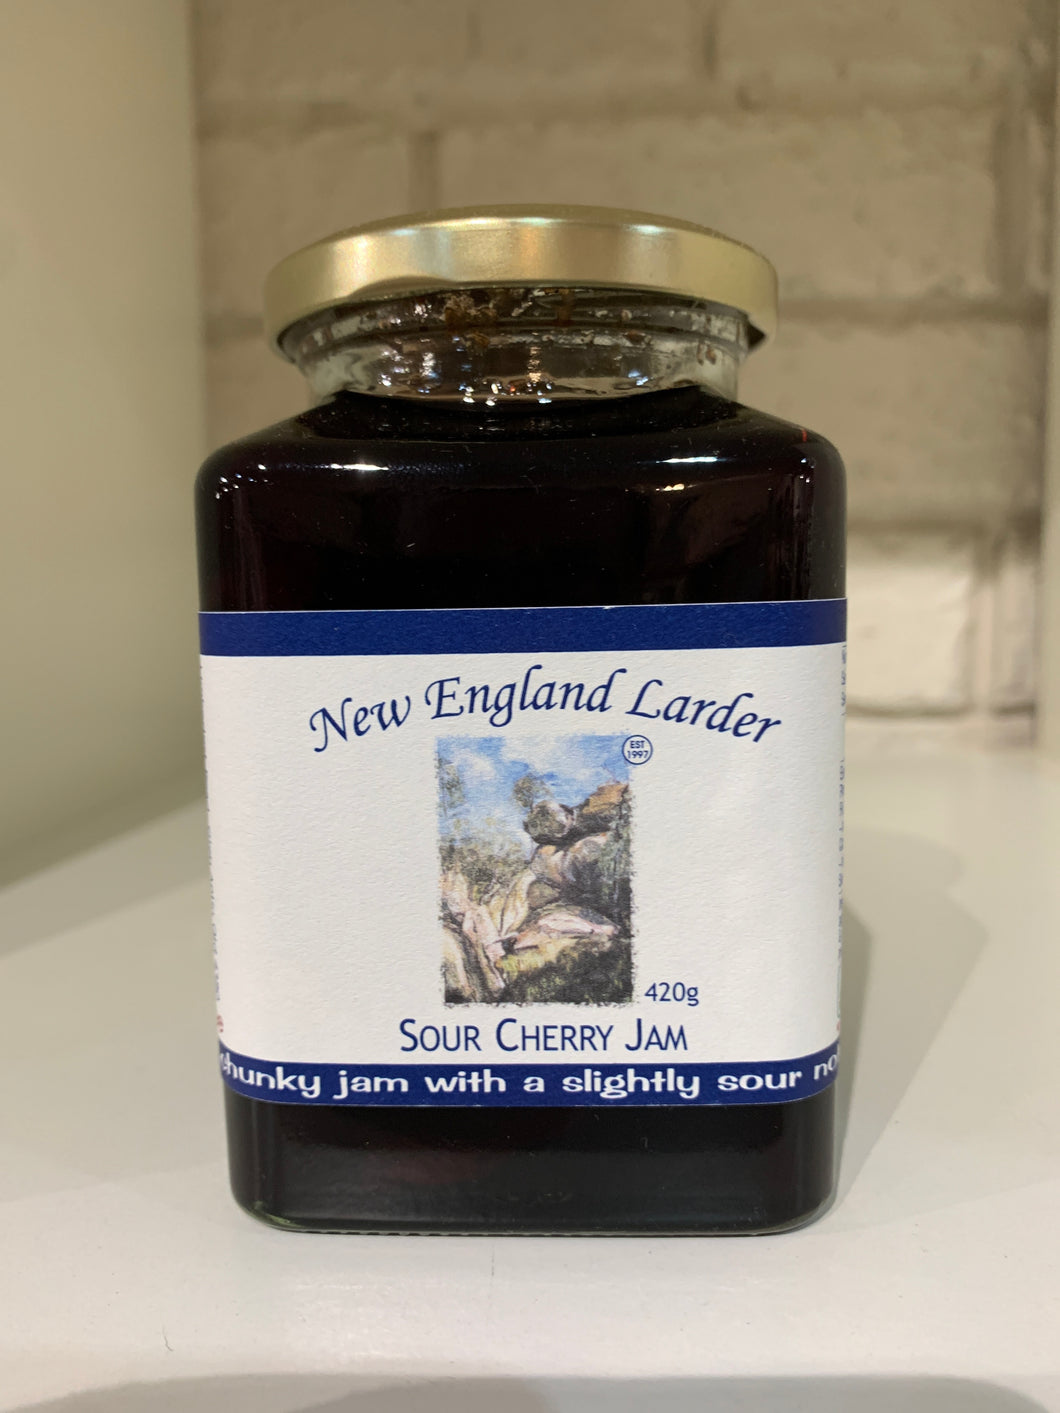 New England Larder
EST
1997
420g
SOUR CHERRY JAM
chunky jam with a slightly sour